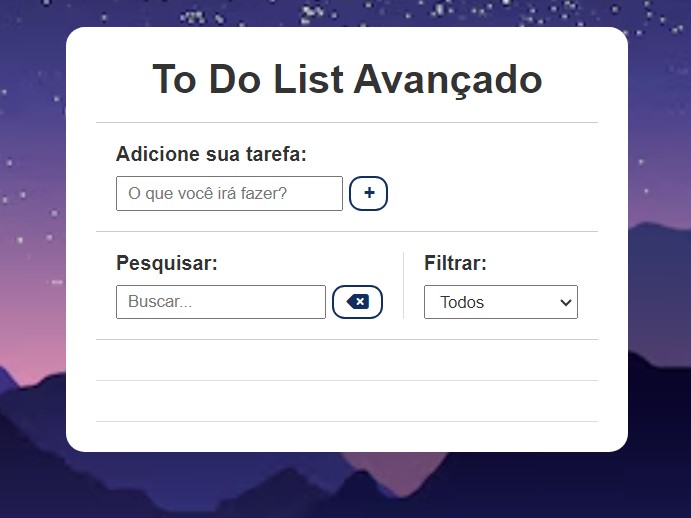 To Do List Avançado
Adicione sua tarefa:
O que você irá fazer?
+
Pesquisar:
Filtrar:
Buscar...
Todos